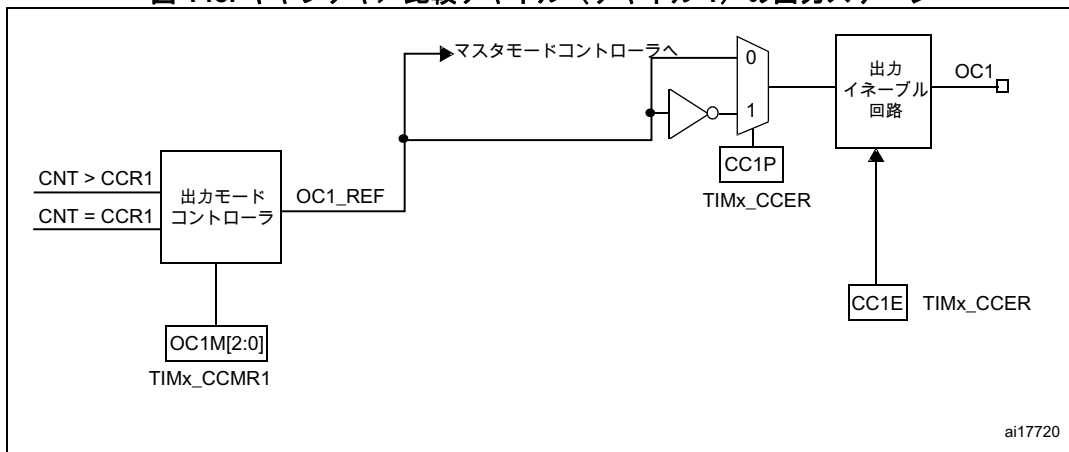 マスタモードコントローラへ
0
1
出力
イネーブル
回路
OC1
CC1P
TIMx_CCER
CNT > CCR1
CNT = CCR1
出力モード
コントローラ
OC1_REF
CC1E
TIMx_CCER
OC1M[2:0]
TIMx_CCMR1
ai17720